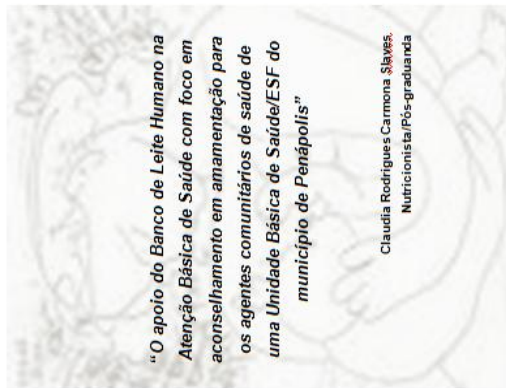 “O apoio do Banco de Leite Humano na
Atenção Básica de Saúde com foco em
aconselhamento em amamentação para
os agentes comunitários de saúde de
uma Unidade Básica de Saúde/ESF do
município de Penápolis”
Claudia Rodrigues Carmona Slaves
Nutricionista/Pós-graduanda